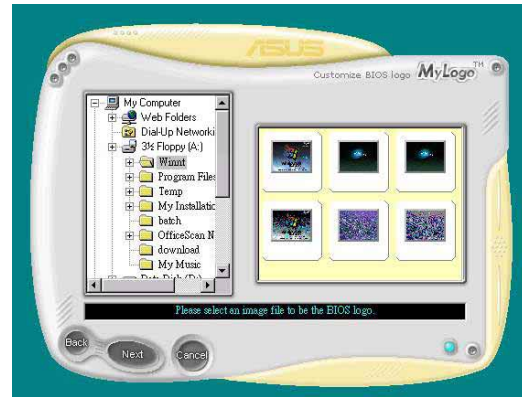 ASUS
Customize BIOS logo MyLogo™
My Computer
Web Folders
Dial-Up Networki
3½ Floppy (A:)
Winnt
Program Files
Temp
My Installatic
batch
OfficeScan N
download
My Music
Please select an image file to be the BIOS logo.
Back
Next
Cancel